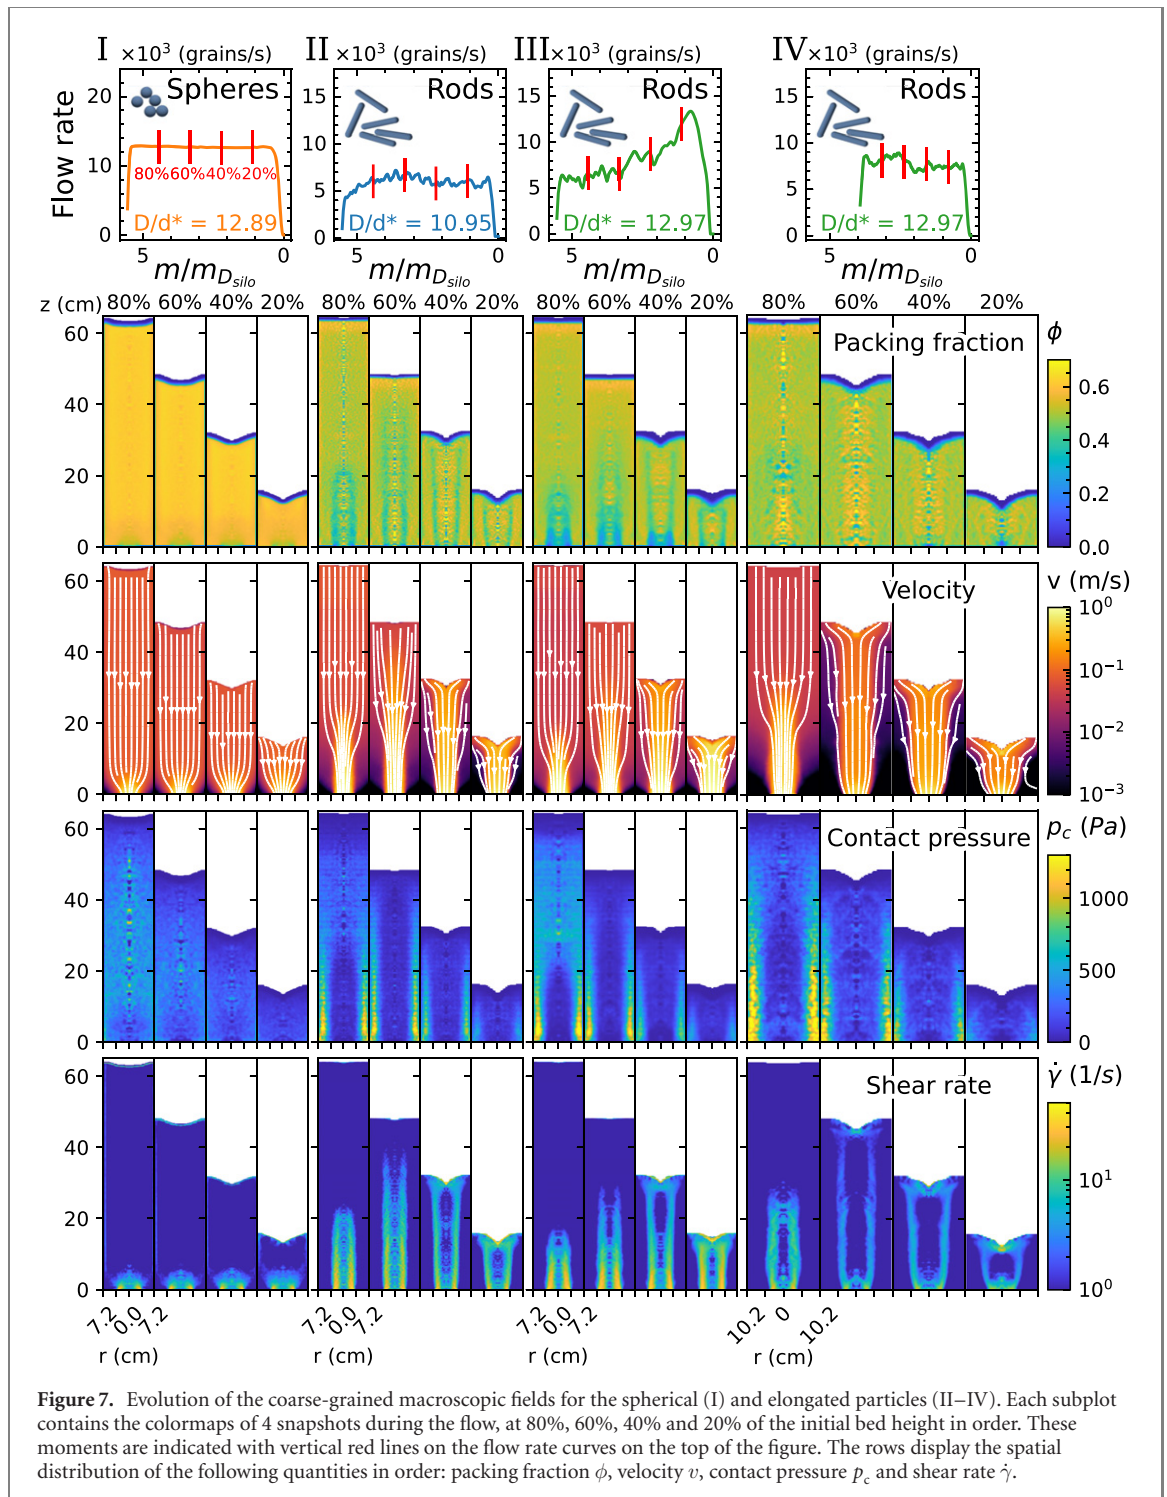 I ×10³ (grains/s)
II ×10³ (grains/s)
III ×10³ (grains/s)
IV ×10³ (grains/s)
Flow rate
20
10
0
Spheres
80% 60% 40% 20%
D/d* = 12.89
5 0
m/m_{D_{silo}}
15
10
5
0
Rods
D/d* = 10.95
5 0
m/m_{D_{silo}}
15
10
5
0
Rods
D/d* = 12.97
5 0
m/m_{D_{silo}}
15
10
5
0
Rods
D/d* = 12.97
5 0
m/m_{D_{silo}}
z (cm) 80% 60% 40% 20% 80% 60% 40% 20% 80% 60% 40% 20% 80% 60% 40% 20%
60
40
20
0
Packing fraction
ϕ
0.6
0.4
0.2
0.0
60
40
20
0
Velocity
v (m/s)
10⁰
10⁻¹
10⁻²
10⁻³
60
40
20
0
Contact pressure
p_c (Pa)
1000
500
0
60
40
20
0
Shear rate
γ̇ (1/s)
10¹
10⁰
7.2 0.0 7.2
r (cm)
7.2 0.0 7.2
r (cm)
7.2 0.0 7.2
r (cm)
10.2 0 10.2
r (cm)
Figure 7. Evolution of the coarse-grained macroscopic fields for the spherical (I) and elongated particles (II–IV). Each subplot
contains the colormaps of 4 snapshots during the flow, at 80%, 60%, 40% and 20% of the initial bed height in order. These
moments are indicated with vertical red lines on the flow rate curves on the top of the figure. The rows display the spatial
distribution of the following quantities in order: packing fraction ϕ, velocity v, contact pressure p_c and shear rate γ̇.